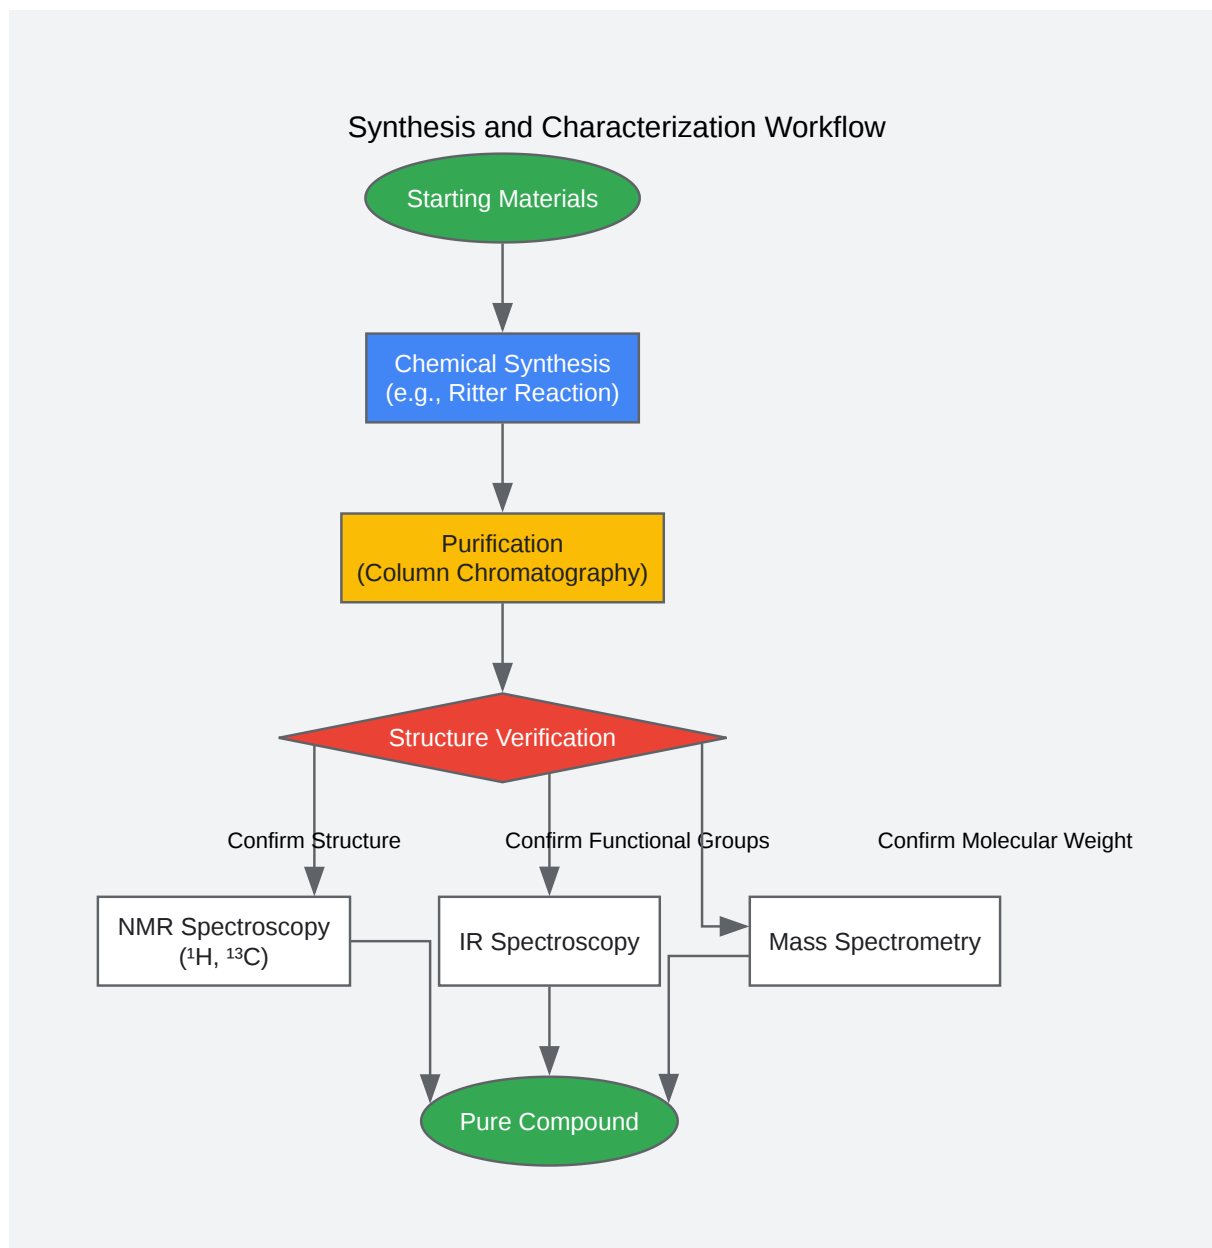 Synthesis and Characterization Workflow
Starting Materials
Chemical Synthesis
(e.g., Ritter Reaction)
Purification
(Column Chromatography)
Structure Verification
Confirm Structure
Confirm Functional Groups
Confirm Molecular Weight
NMR Spectroscopy
(¹H, ¹³C)
IR Spectroscopy
Mass Spectrometry
Pure Compound